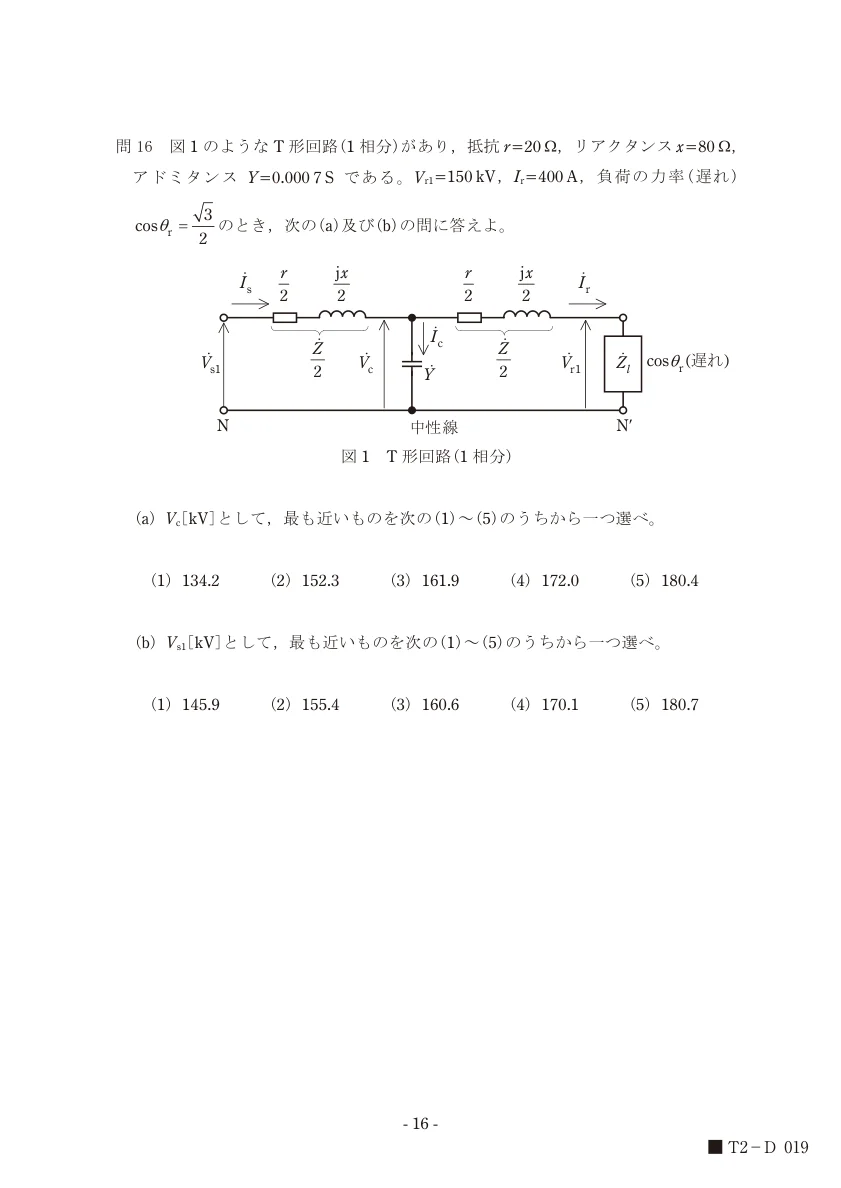 問 16 図 1 のような T 形回路(1 相分)があり，抵抗 r=20 Ω，リアクタンス x=80 Ω，
アドミタンス Y=0.000 7 S である。Vr1=150 kV，Ir=400 A，負荷の力率(遅れ)
cosθr = √3/2 のとき，次の(a)及び(b)の問に答えよ。
İs r/2 jx/2 r/2 jx/2 İr
V̇s1 Ż/2 V̇c İc Ẏ Ż/2 V̇r1 Żl cosθr(遅れ)
N 中性線 N′
図 1 T 形回路(1 相分)
(a) Vc[kV]として，最も近いものを次の(1)～(5)のうちから一つ選べ。
(1) 134.2 (2) 152.3 (3) 161.9 (4) 172.0 (5) 180.4
(b) Vs1[kV]として，最も近いものを次の(1)～(5)のうちから一つ選べ。
(1) 145.9 (2) 155.4 (3) 160.6 (4) 170.1 (5) 180.7
- 16 -
■ T2－D 019